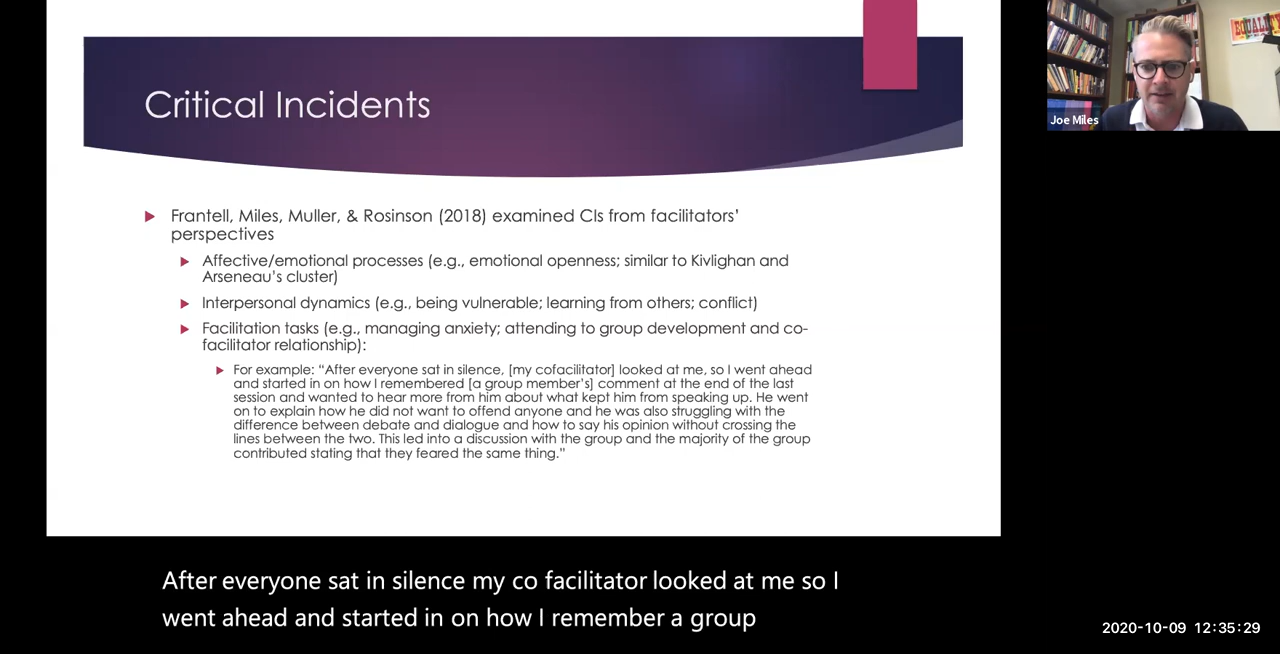 Critical Incidents
Frantell, Miles, Muller, & Rosinson (2018) examined CIs from facilitators'
perspectives
Affective/emotional processes (e.g., emotional openness; similar to Kivlighan and
Arseneau's cluster)
Interpersonal dynamics (e.g., being vulnerable; learning from others; conflict)
Facilitation tasks (e.g., managing anxiety; attending to group development and co-
facilitator relationship):
For example: "After everyone sat in silence, [my cofacilitator] looked at me, so I went ahead
and started in on how I remembered [a group member's] comment at the end of the last
session and wanted to hear more from him about what kept him from speaking up. He went
on to explain how he did not want to offend anyone and he was also struggling with the
difference between debate and dialogue and how to say his opinion without crossing the
lines between the two. This led into a discussion with the group and the majority of the group
contributed stating that they feared the same thing."
Joe Miles
After everyone sat in silence my co facilitator looked at me so I
went ahead and started in on how I remember a group
2020-10-09 12:35:29